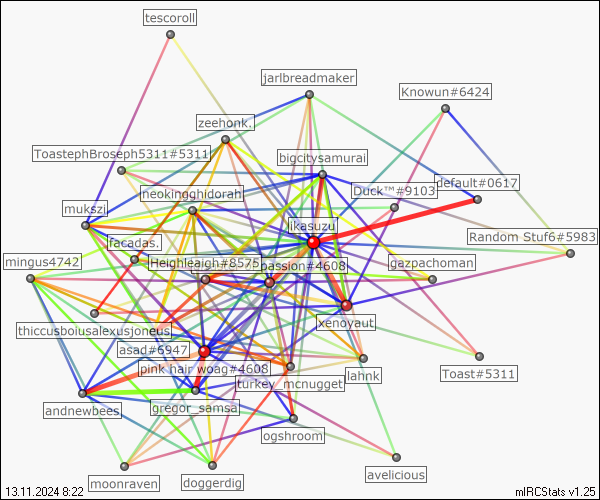 tescoroll
jarlbreadmaker
Knowun#6424
zeehonk.
ToastephBroseph5311#5311
bigcitysamurai
default#0617
neokingghidorah
Duck™#9103
mukszi
likasuzu
facadas.
Random Stuf6#5983
mingus4742
Heighleaigh#8575
passion#4608
gazpachoman
thiccusbousalexusjoneus
xenoyaut
asad#6947
pink hair woag#4608
lahnk
Toast#5311
turkey_mcnugget
andnewbees
gregor_samsa
ogshroom
avelicious
moonraven
doggerdig
13.11.2024 8:22
mIRCStats v1.25